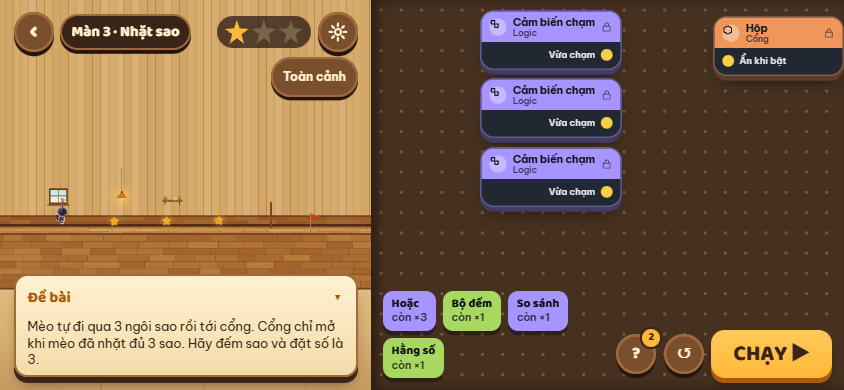 Màn 3 · Nhặt sao
Toàn cảnh
Đề bài
Mèo tự đi qua 3 ngôi sao rồi tới cổng. Cổng chỉ mở
khi mèo đã nhặt đủ 3 sao. Hãy đếm sao và đặt số là
3.
Cảm biến chạm
Logic
Vừa chạm
Cảm biến chạm
Logic
Vừa chạm
Cảm biến chạm
Logic
Vừa chạm
Hộp
Cổng
Ẩn khi bật
Hoặc
còn ×3
Bộ đếm
còn ×1
So sánh
còn ×1
Hằng số
còn ×1
?
2
CHẠY